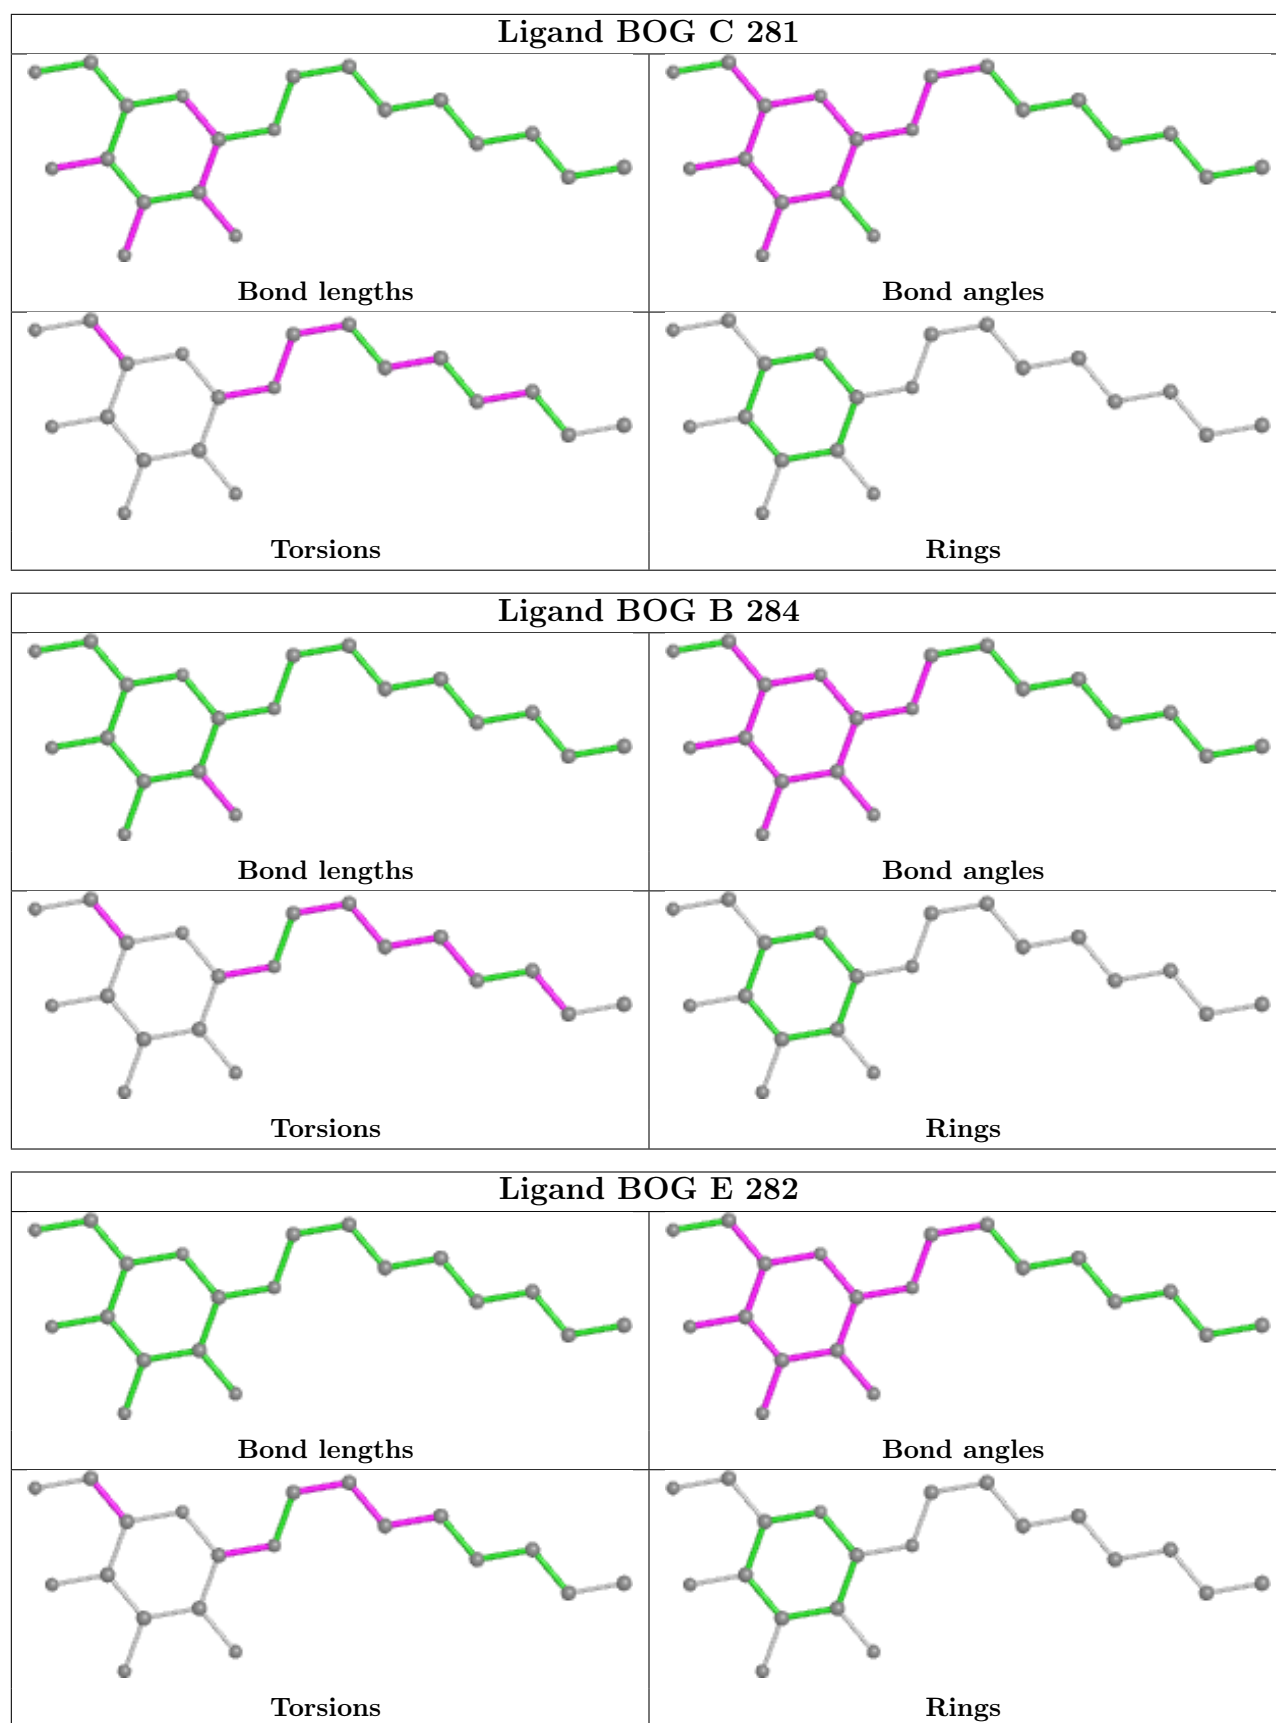 Ligand BOG C 281
Bond lengths
Bond angles
Torsions
Rings
Ligand BOG B 284
Bond lengths
Bond angles
Torsions
Rings
Ligand BOG E 282
Bond lengths
Bond angles
Torsions
Rings